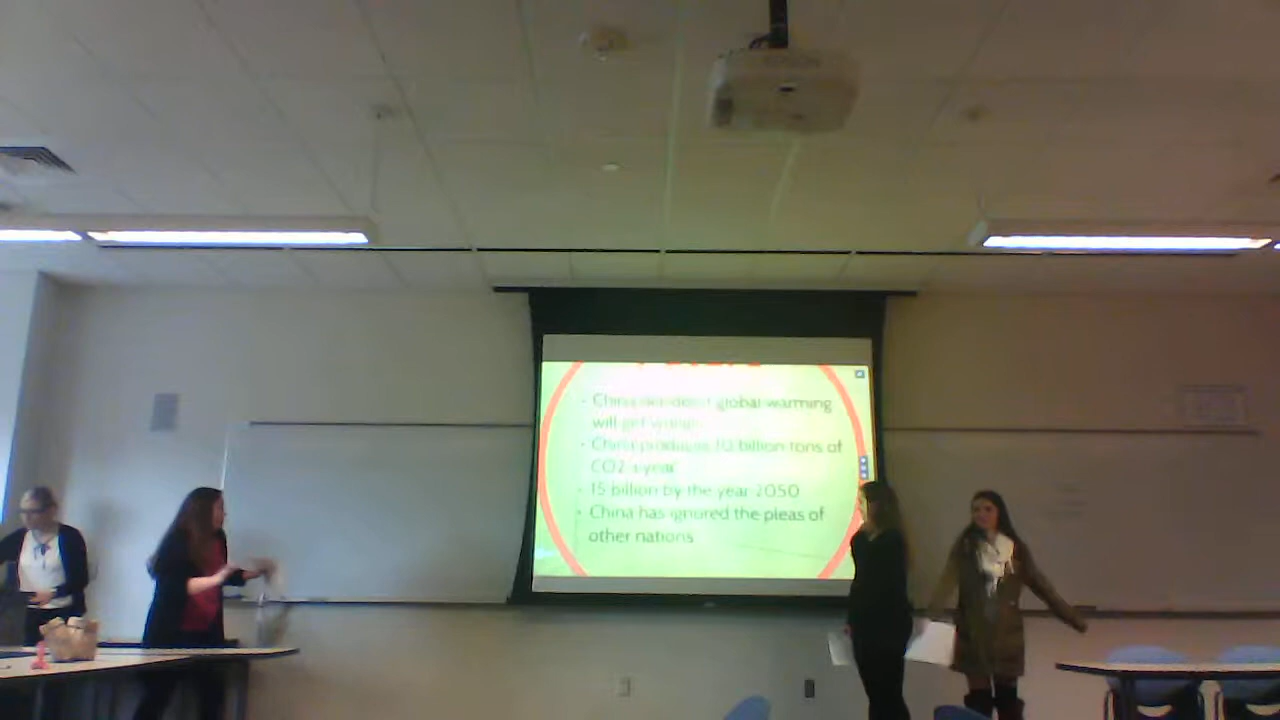 - China
global warming
will get
- China produces 10 billion tons of
CO2 a year
- 15 billion by the year 2050
- China has ignored the pleas of
other nations